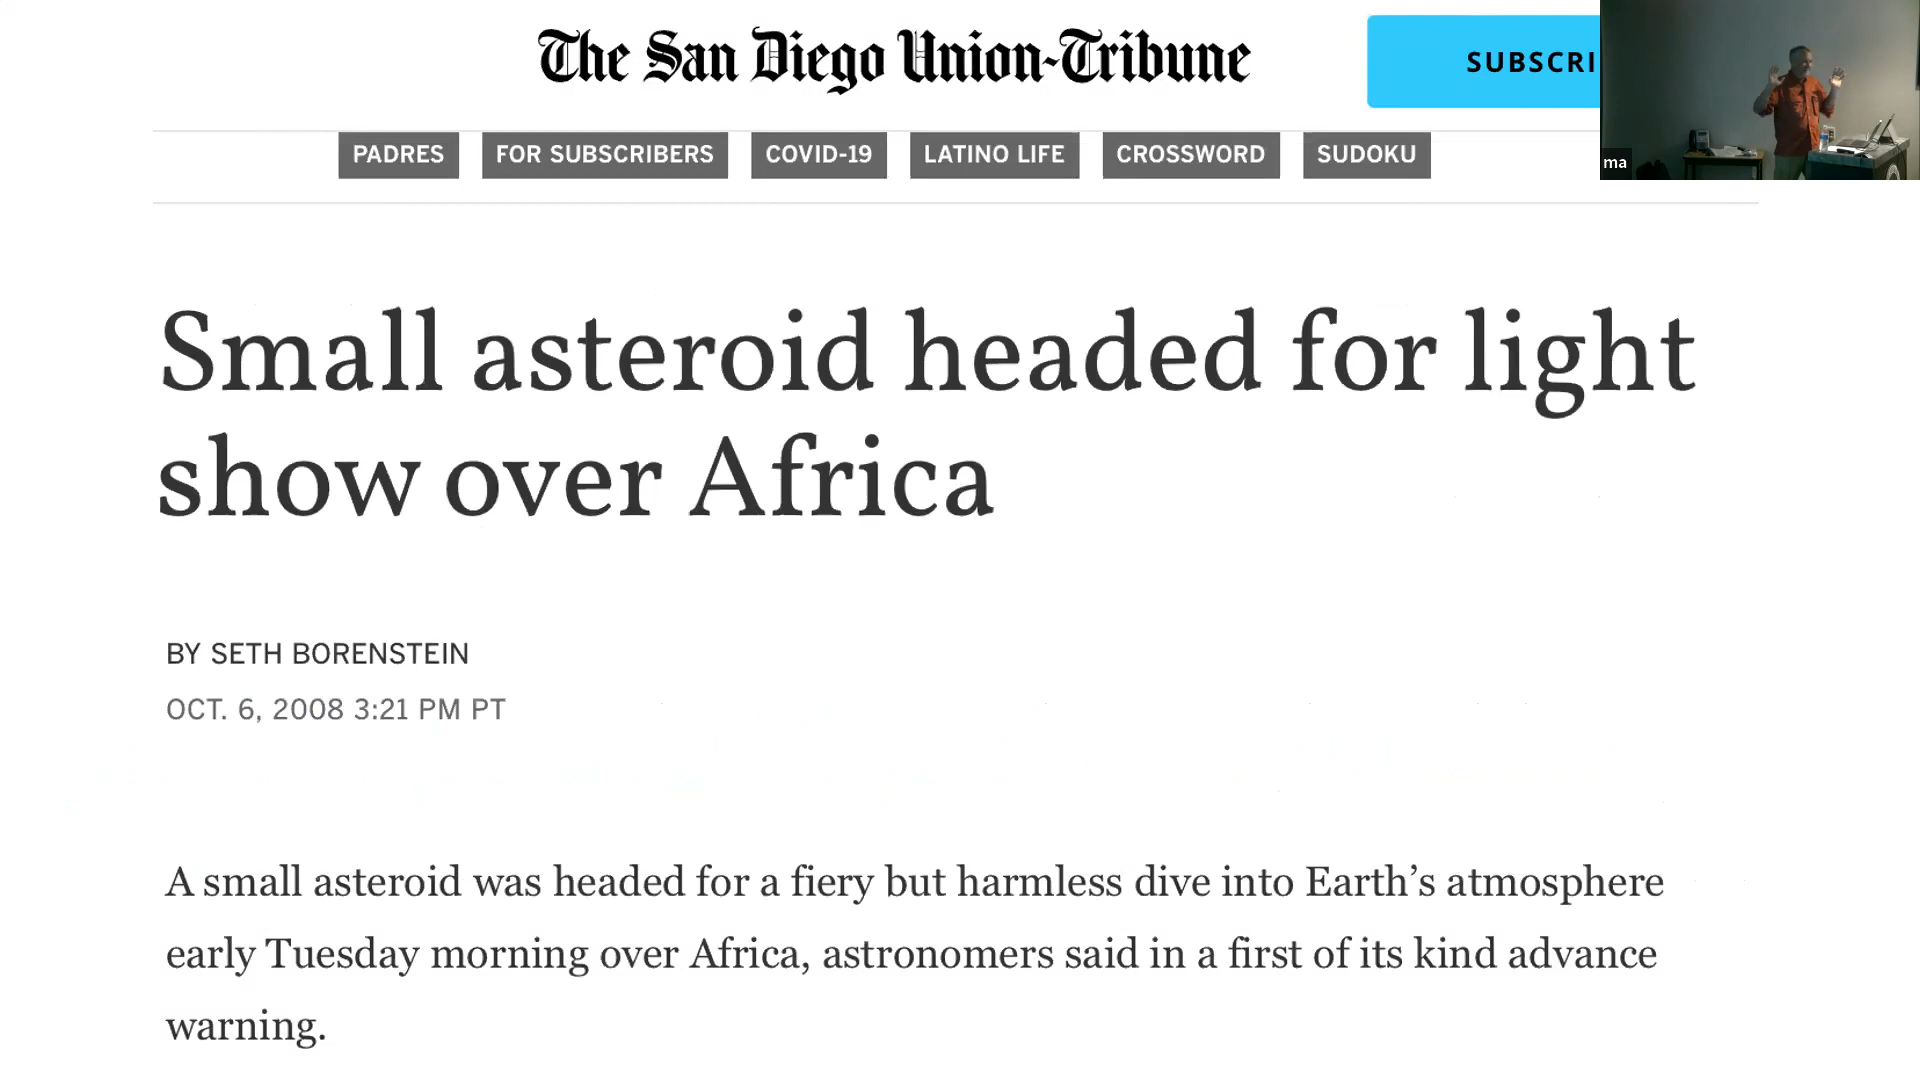 The San Diego Union-Tribune
SUBSCRI
ma
PADRES FOR SUBSCRIBERS COVID-19 LATINO LIFE CROSSWORD SUDOKU
Small asteroid headed for light
show over Africa
BY SETH BORENSTEIN
OCT. 6, 2008 3:21 PM PT
A small asteroid was headed for a fiery but harmless dive into Earth’s atmosphere
early Tuesday morning over Africa, astronomers said in a first of its kind advance
warning.